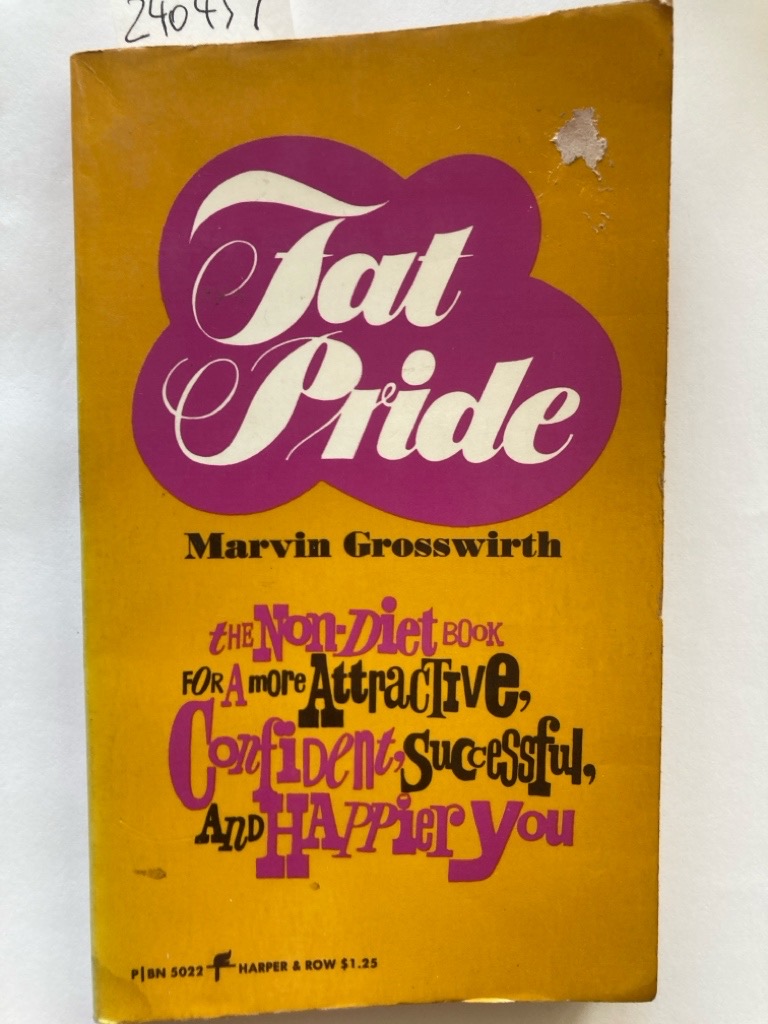 240437
Fat
Pride
Marvin Grosswirth
tHE Non-Diet BOOK
FOR A more AttracTIve,
ConfiDent, Successful,
AnD HAPPier you
P|BN 5022 HARPER & ROW $1.25